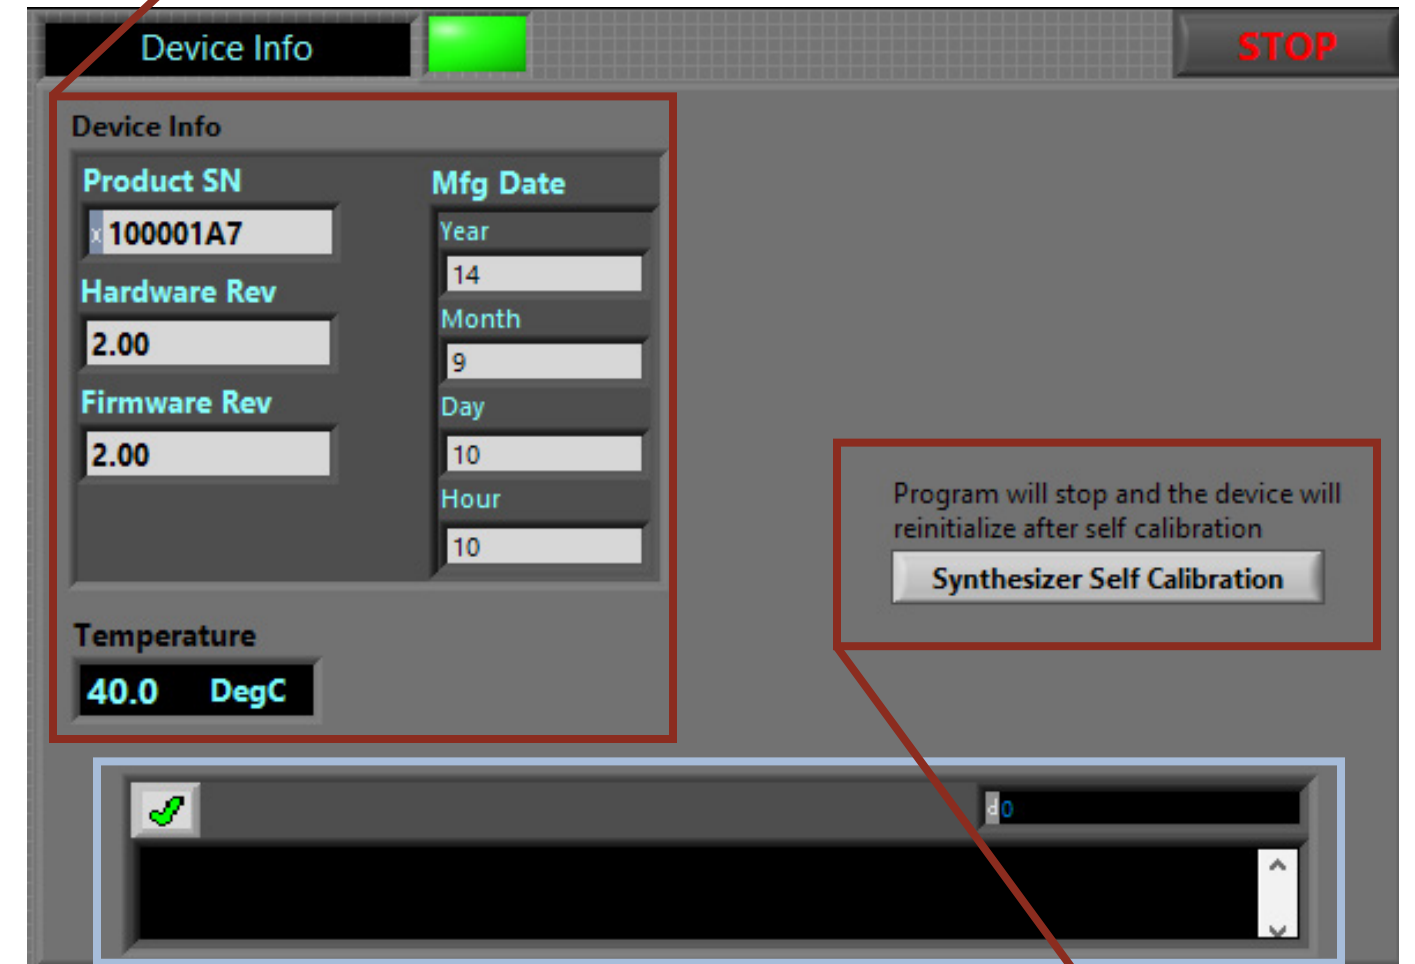 Device Info
STOP
Device Info
Product SN
x 100001A7
Hardware Rev
2.00
Firmware Rev
2.00
Mfg Date
Year
14
Month
9
Day
10
Hour
10
Temperature
40.0 DegC
Program will stop and the device will
reinitialize after self calibration
Synthesizer Self Calibration
d 0